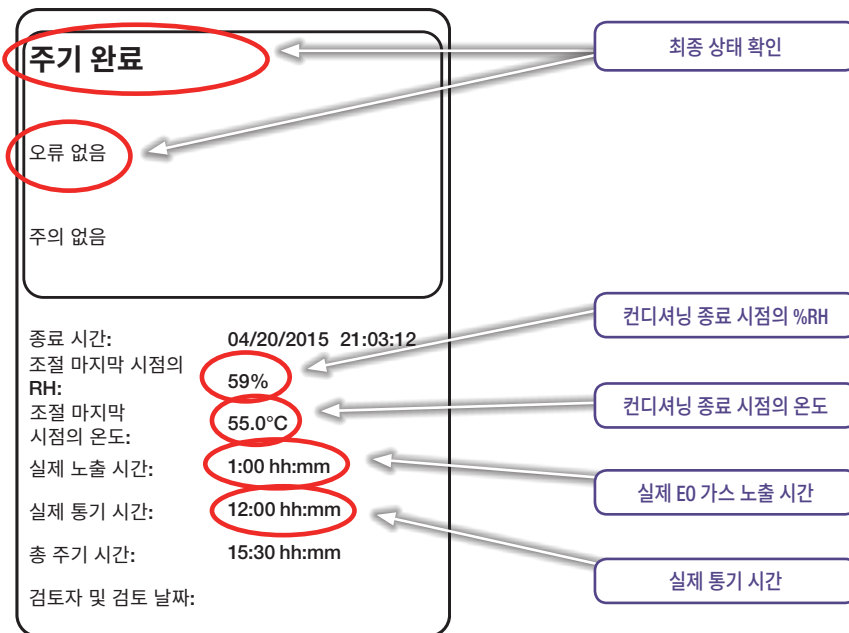 주기 완료
최종 상태 확인
오류 없음
주의 없음
종료 시간: 04/20/2015 21:03:12
조절 마지막 시점의
RH: 59%
컨디셔닝 종료 시점의 %RH
조절 마지막
시점의 온도: 55.0°C
컨디셔닝 종료 시점의 온도
실제 노출 시간: 1:00 hh:mm
실제 EO 가스 노출 시간
실제 통기 시간: 12:00 hh:mm
총 주기 시간: 15:30 hh:mm
실제 통기 시간
검토자 및 검토 날짜: